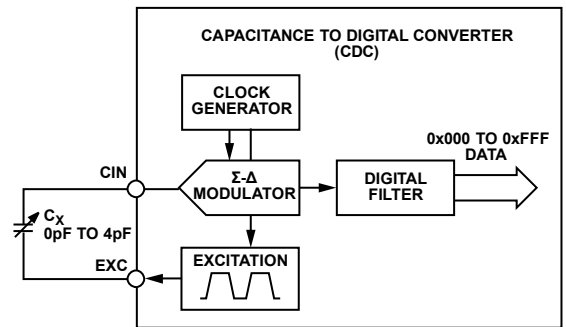 CAPACITANCE TO DIGITAL CONVERTER
(CDC)
CLOCK
GENERATOR
0x000 TO 0xFFF
DATA
CIN
Σ-Δ
MODULATOR
DIGITAL
FILTER
CX
0pF TO 4pF
EXC
EXCITATION